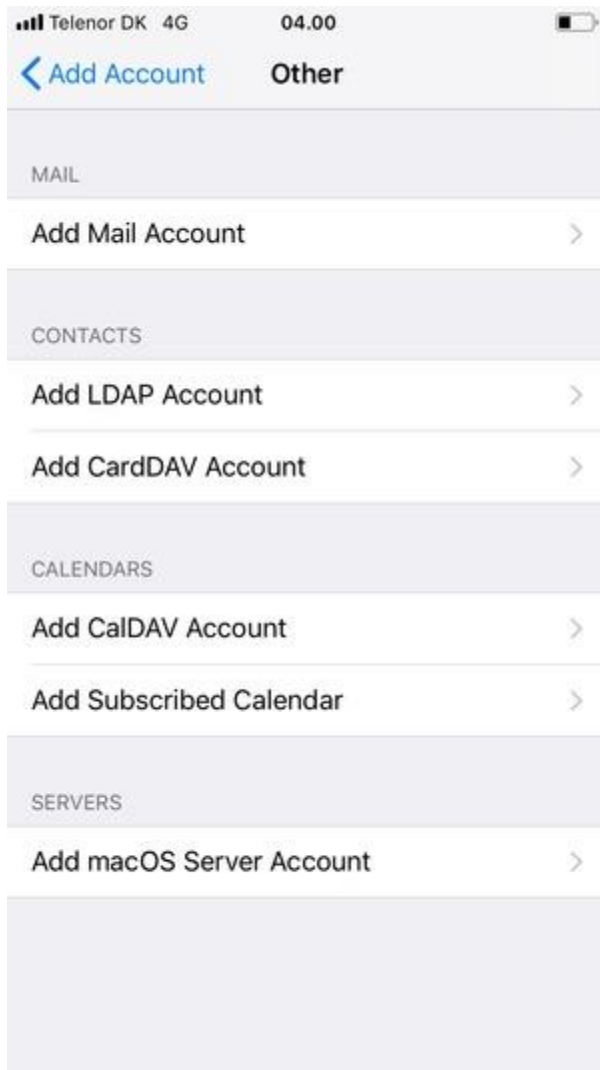 Telenor DK 4G 04.00
Add Account Other
MAIL
Add Mail Account
CONTACTS
Add LDAP Account
Add CardDAV Account
CALENDARS
Add CalDAV Account
Add Subscribed Calendar
SERVERS
Add macOS Server Account